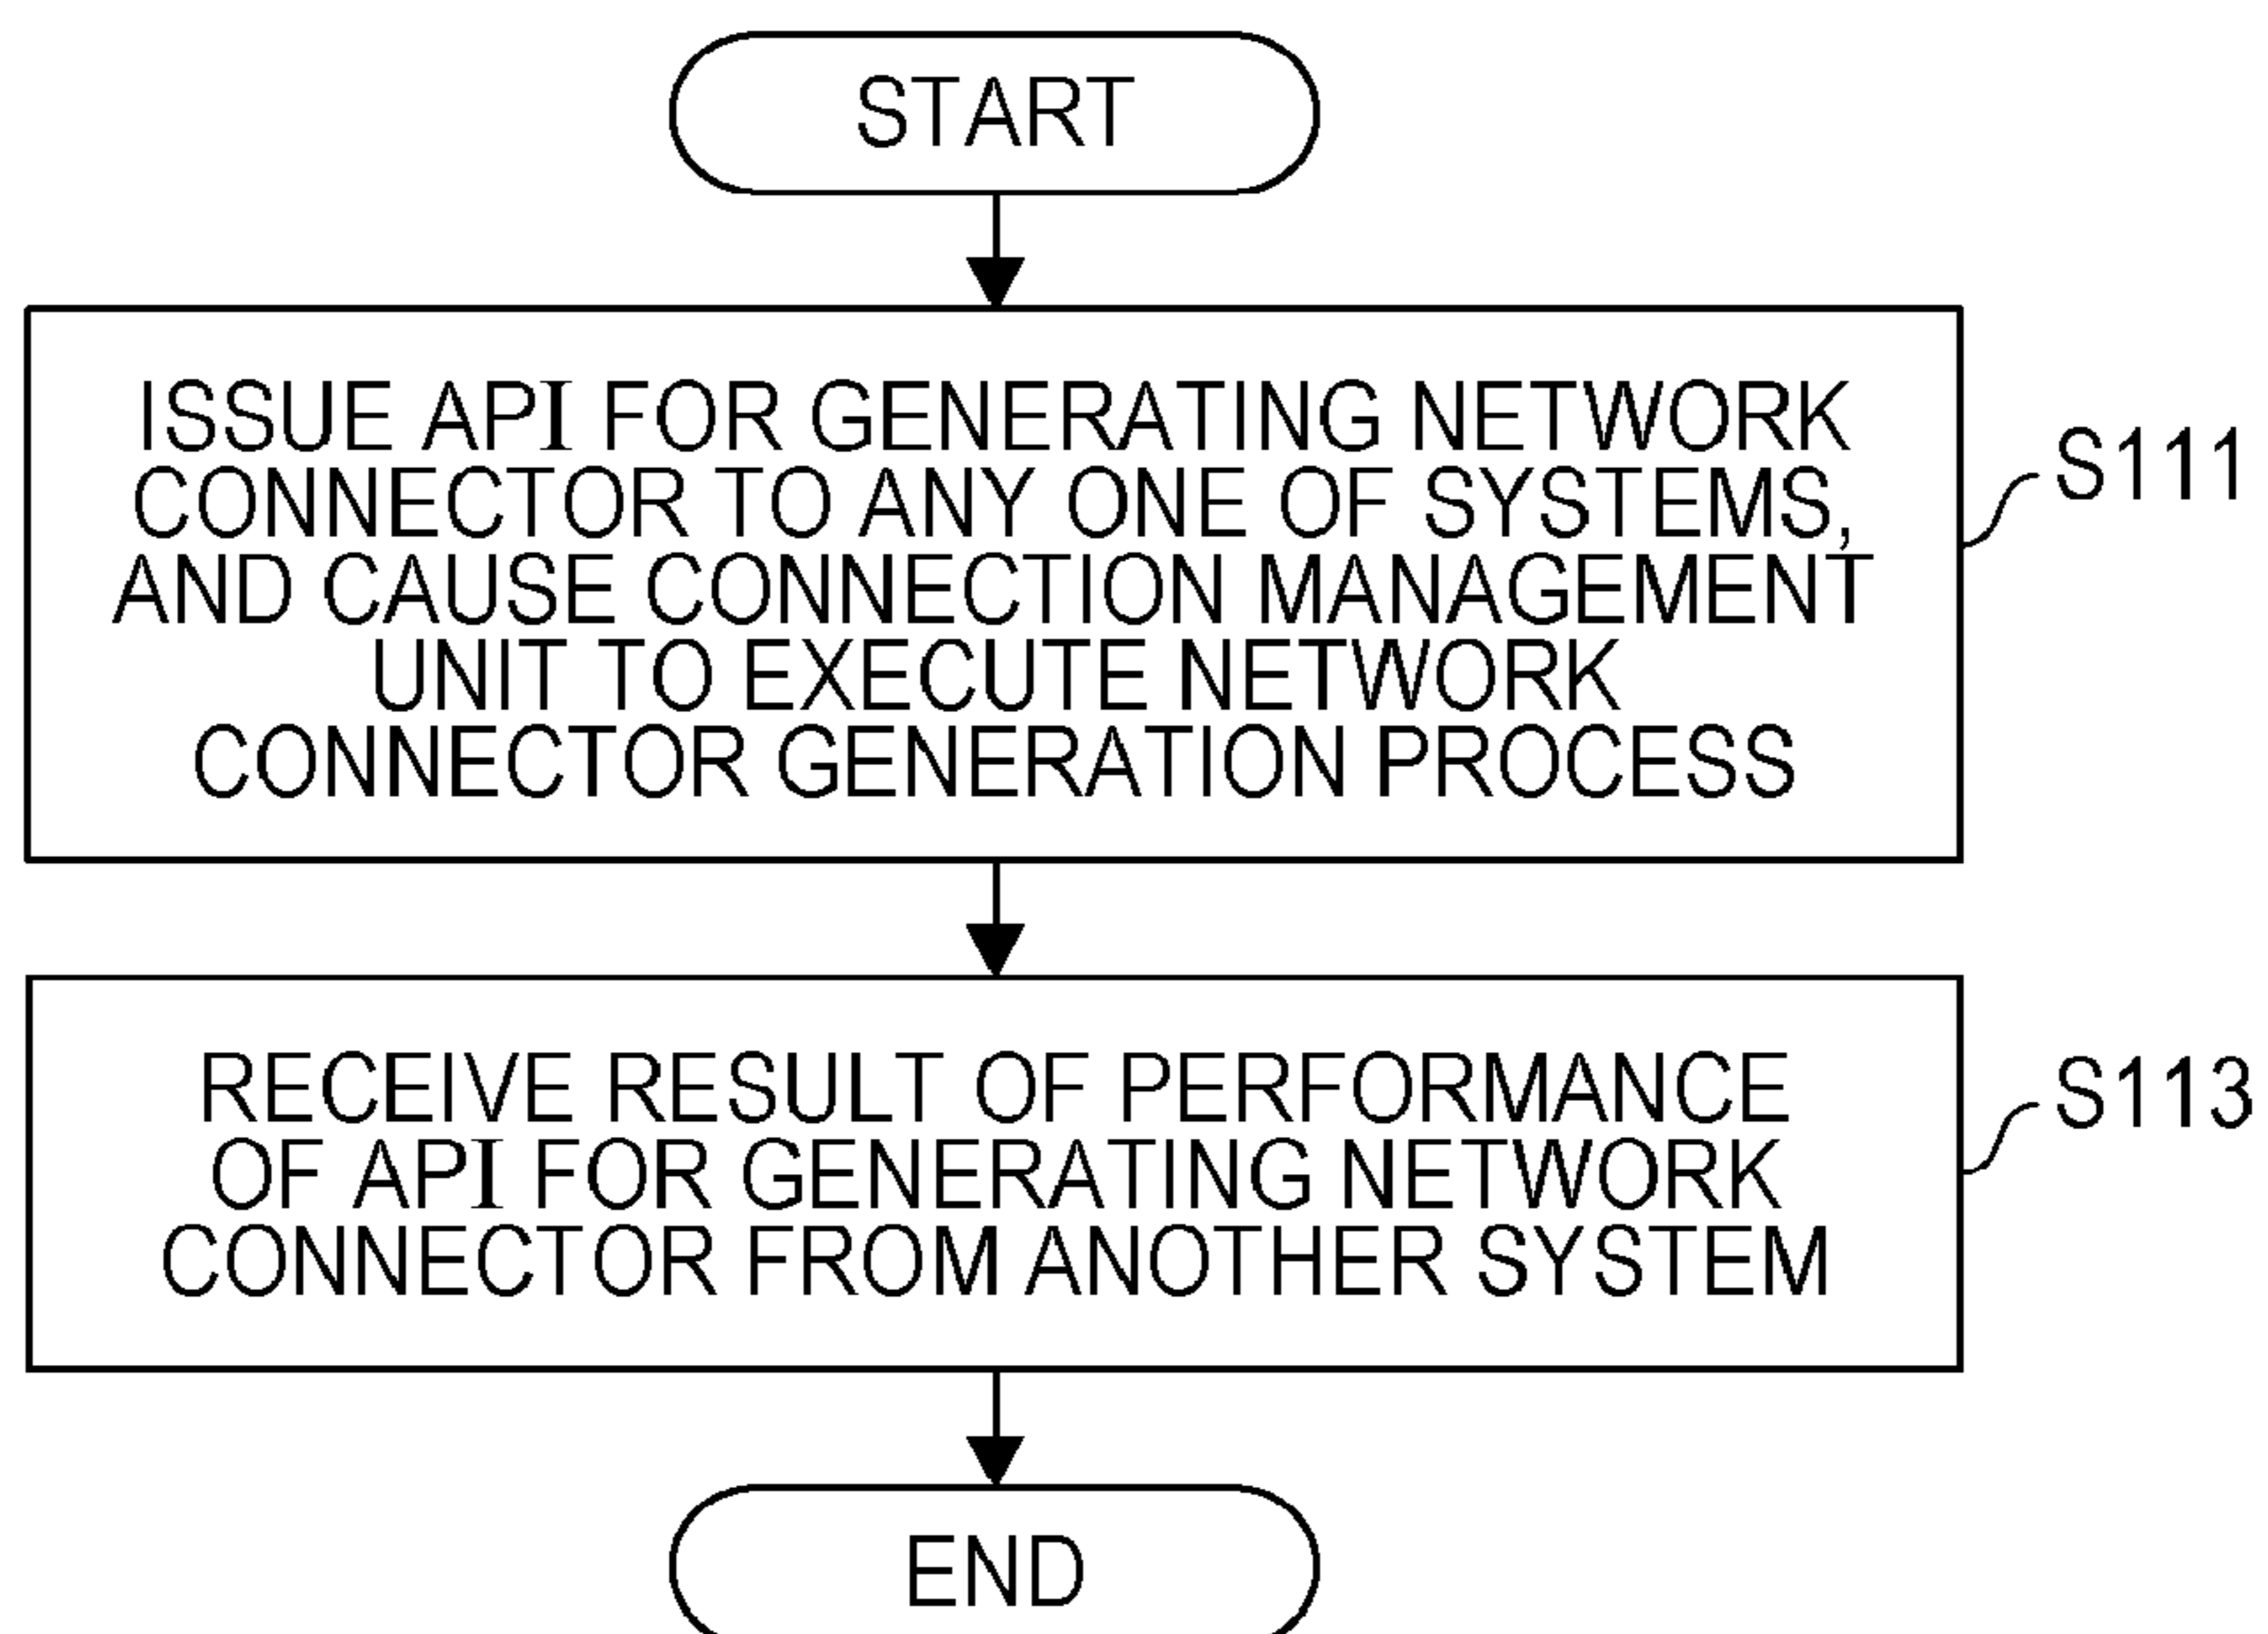 START
ISSUE API FOR GENERATING NETWORK
CONNECTOR TO ANY ONE OF SYSTEMS,
AND CAUSE CONNECTION MANAGEMENT
UNIT TO EXECUTE NETWORK
CONNECTOR GENERATION PROCESS
S111
RECEIVE RESULT OF PERFORMANCE
OF API FOR GENERATING NETWORK
CONNECTOR FROM ANOTHER SYSTEM
S113
END